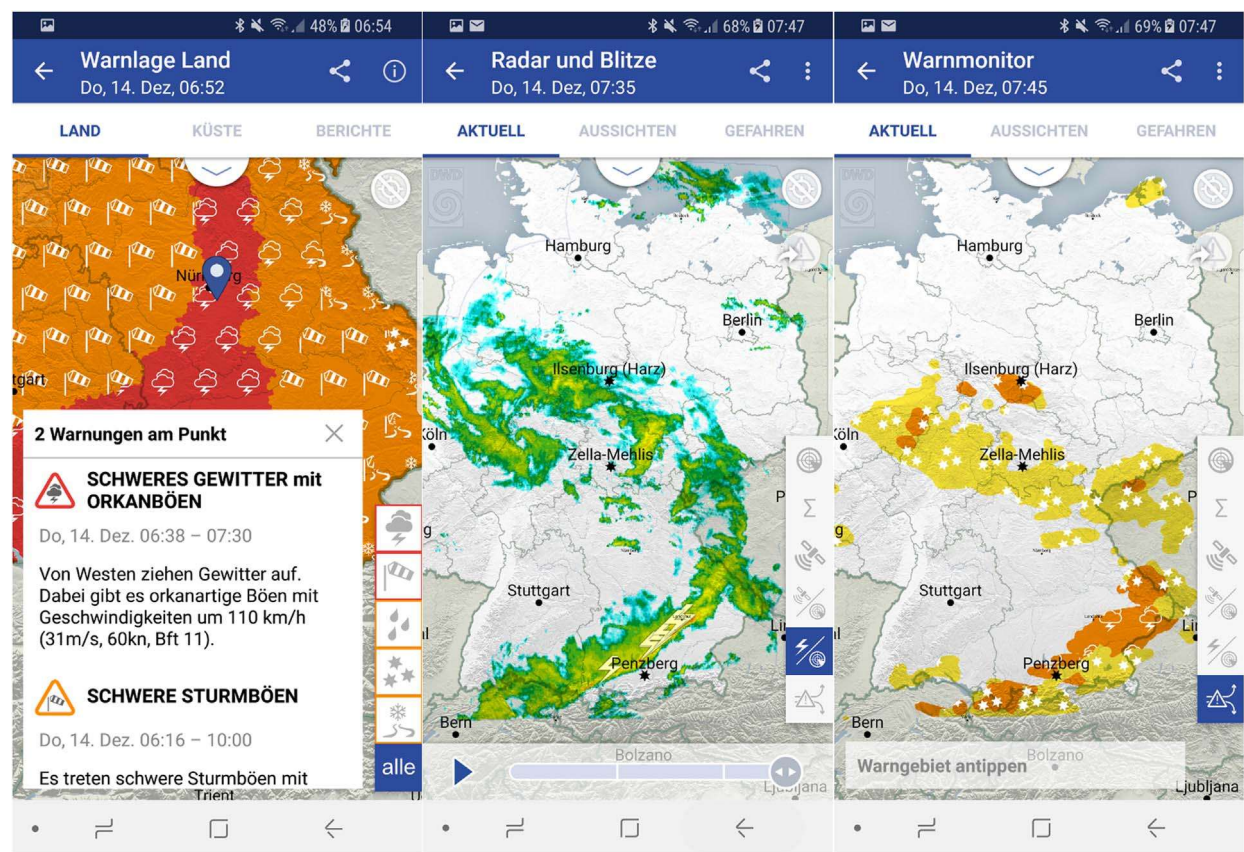 48% 06:54
Warnlage Land
Do, 14. Dez, 06:52
LAND KÜSTE BERICHTE
2 Warnungen am Punkt
SCHWERES GEWITTER mit
ORKANBÖEN
Do, 14. Dez. 06:38 – 07:30
Von Westen ziehen Gewitter auf.
Dabei gibt es orkanartige Böen mit
Geschwindigkeiten um 110 km/h
(31m/s, 60kn, Bft 11).
SCHWERE STURMBÖEN
Do, 14. Dez. 06:16 – 10:00
Es treten schwere Sturmböen mit
alle
Trient
68% 07:47
Radar und Blitze
Do, 14. Dez, 07:35
AKTUELL AUSSICHTEN GEFAHREN
DWD
Hamburg
Berlin
Ilsenburg (Harz)
Köln
Zella-Mehlis
Stuttgart
Penzberg
Bern
Bolzano
Ljubljana
69% 07:47
Warnmonitor
Do, 14. Dez, 07:45
AKTUELL AUSSICHTEN GEFAHREN
DWD
Hamburg
Berlin
Ilsenburg (Harz)
Köln
Zella-Mehlis
Stuttgart
Penzberg
Bern
Bolzano
Warngebiet antippen
Ljubljana